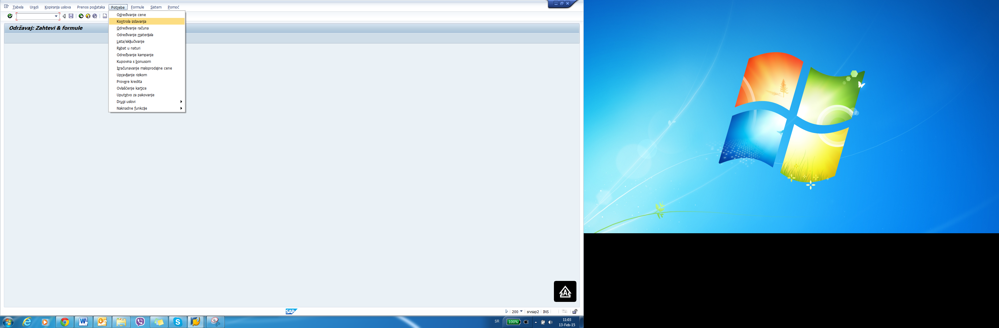 Tabela Uredi Kopiranja uslova Prenos podataka Potrebe Formule Sistem Pomoć
Održavaj: Zahtevi & formule
Određivanje cene
Kontrola izdavanja
Određivanje računa
Određivanje materijala
Lista/isključivanje
Rabat u naturi
Određivanje kampanje
Kupovina s bonusom
Izračunavanje maloprodajne cene
Upravljanje rizikom
Provere kredita
Ovlašćenje kartice
Uputstvo za pakovanje
Drugi uslovi
Naknadne funkcije
A
SAP
200 srvsap2 INS
SR 100% 11:03
13-Feb-15